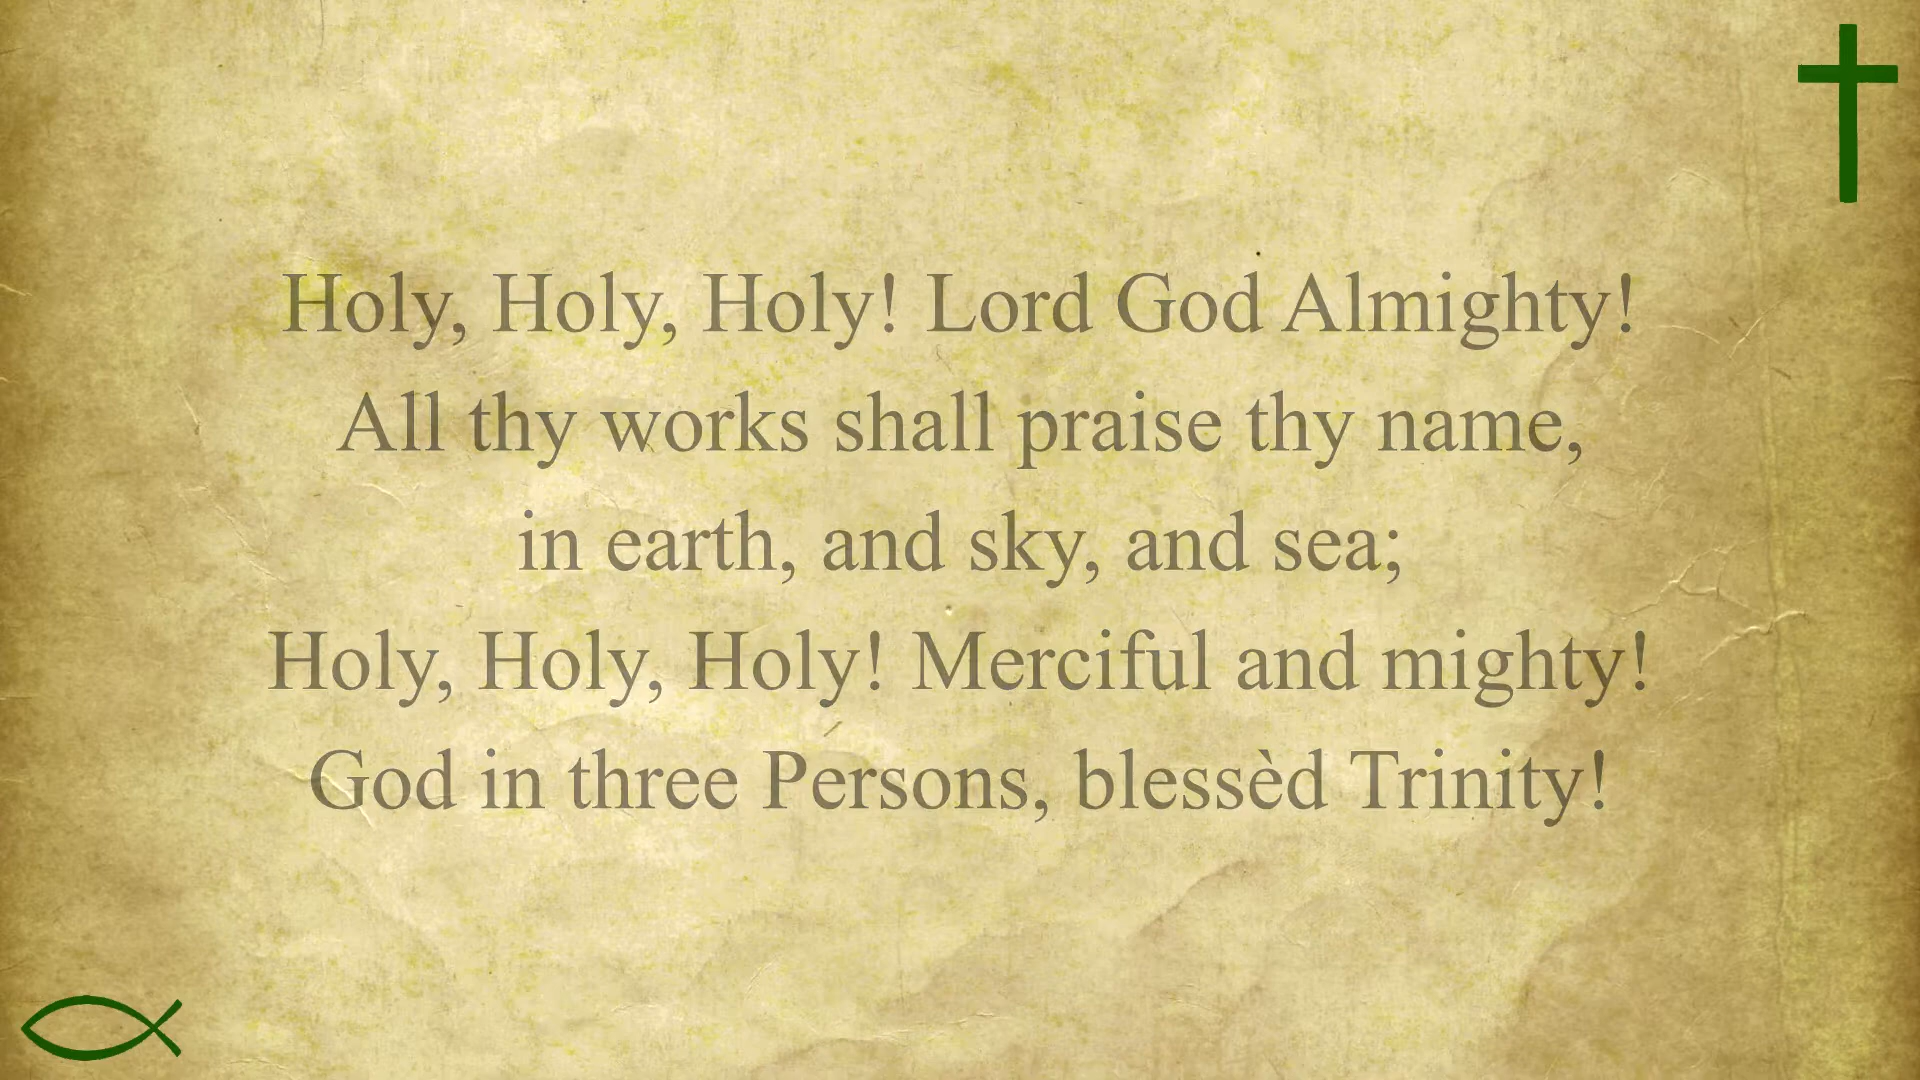 Holy, Holy, Holy! Lord God Almighty!
All thy works shall praise thy name,
in earth, and sky, and sea;
Holy, Holy, Holy! Merciful and mighty!
God in three Persons, blessèd Trinity!